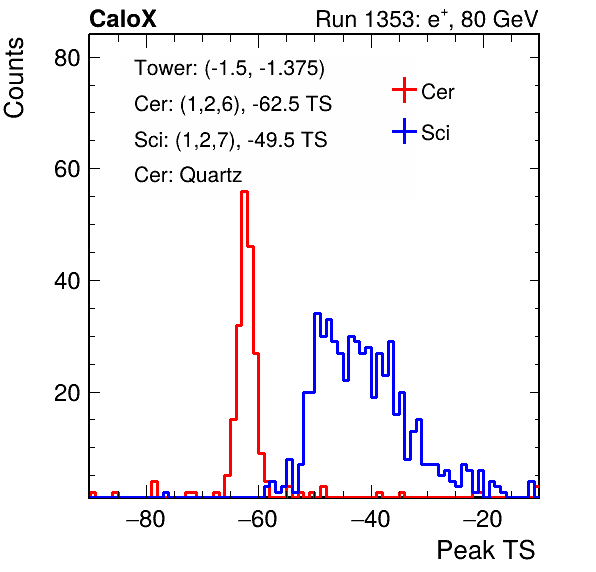 CaloX Run 1353: e⁺, 80 GeV
Counts
80
60
40
20
Tower: (-1.5, -1.375)
Cer: (1,2,6), -62.5 TS
Sci: (1,2,7), -49.5 TS
Cer: Quartz
Cer
Sci
−80 −60 −40 −20
Peak TS